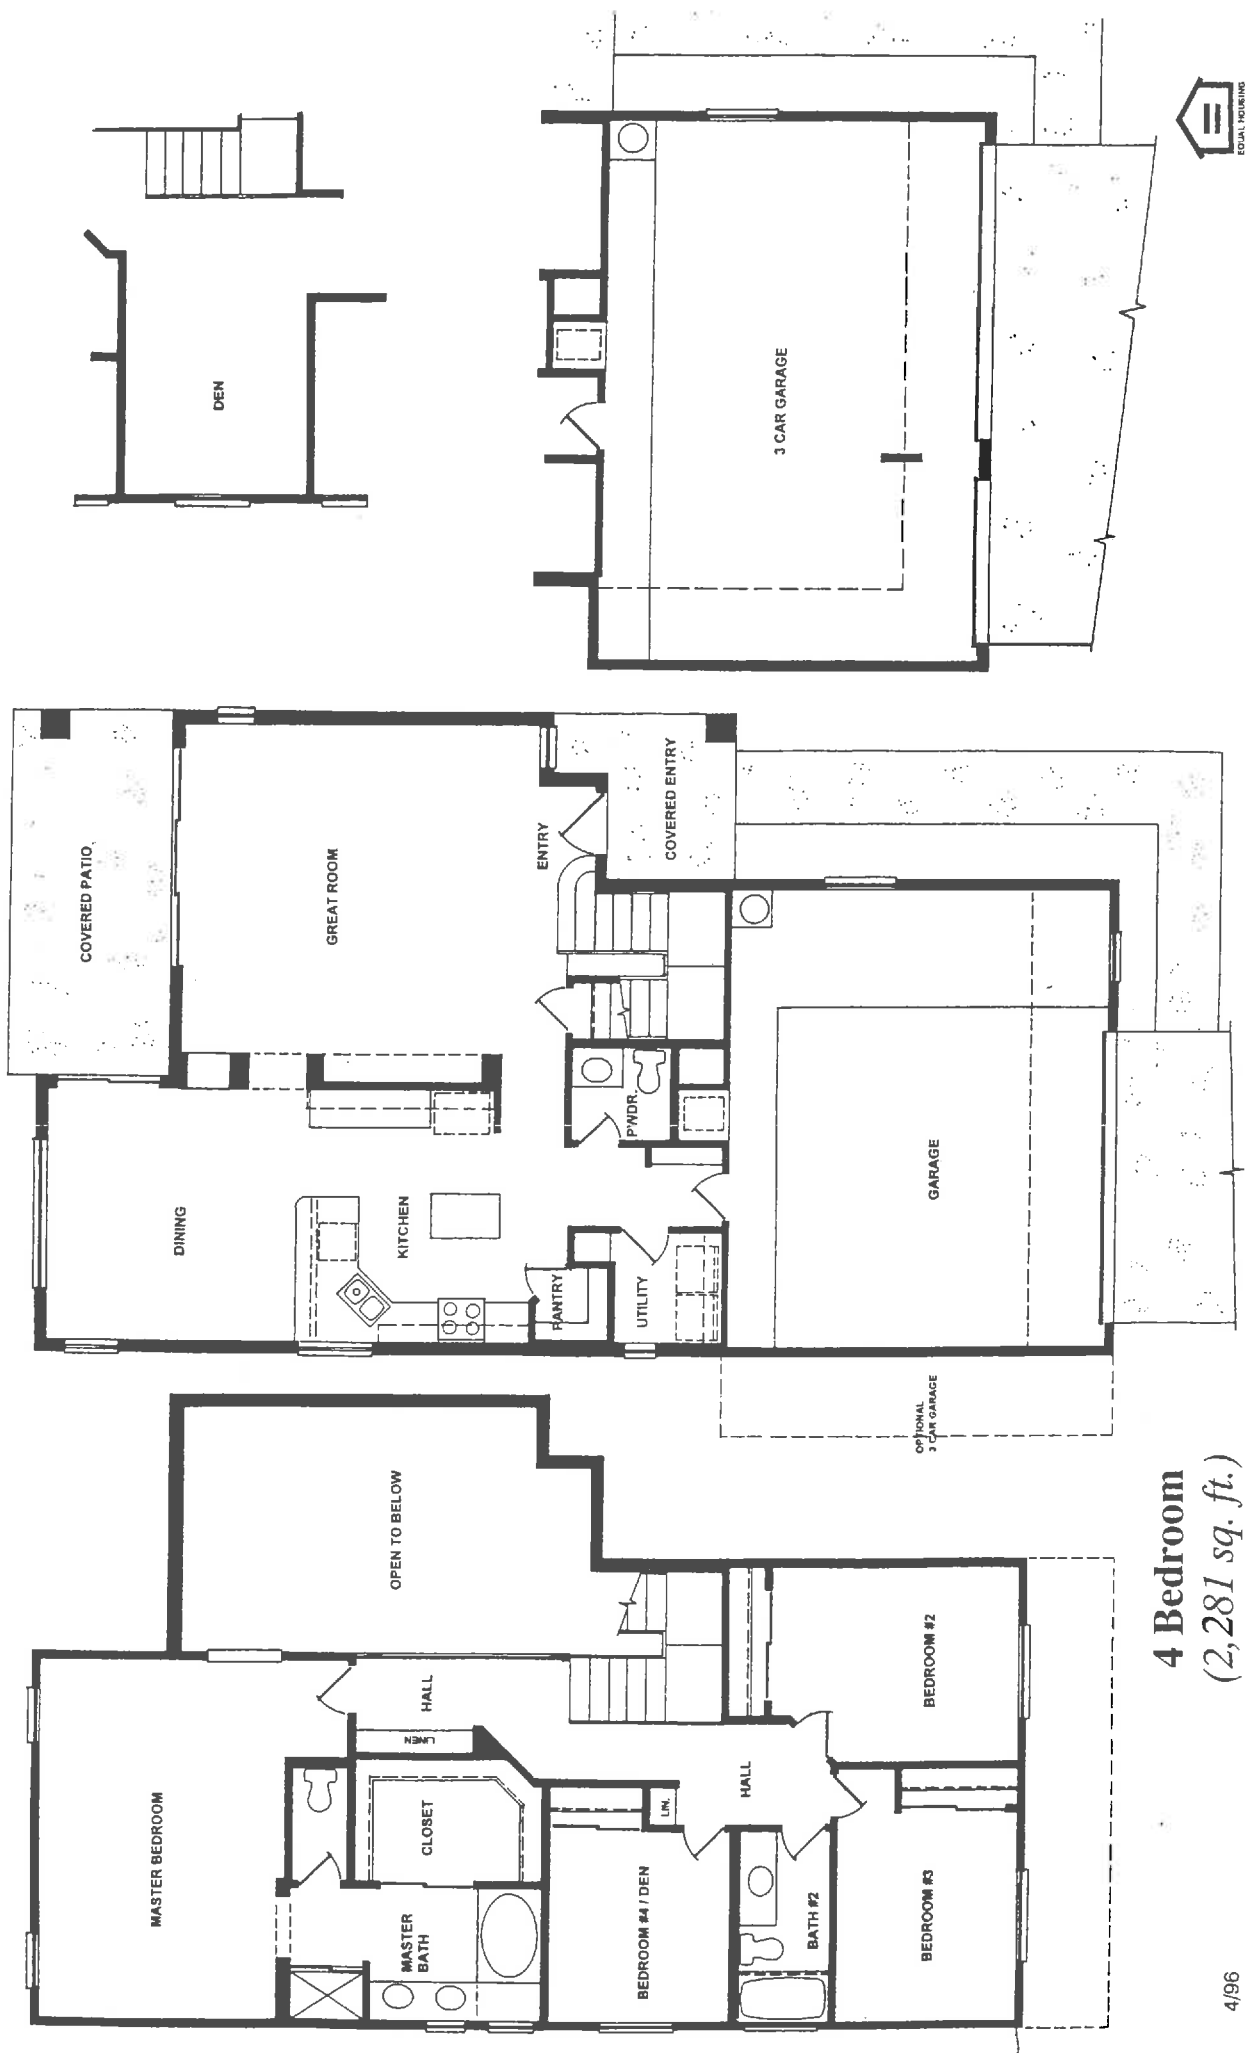 MASTER BEDROOM
OPEN TO BELOW
HALL
LINEN
CLOSET
MASTER
BATH
BEDROOM #4 / DEN
LIN.
HALL
BATH #2
BEDROOM #2
BEDROOM #3
COVERED PATIO
DINING
GREAT ROOM
KITCHEN
ENTRY
PANTRY
PWDR.
UTILITY
COVERED ENTRY
GARAGE
OPTIONAL
3 CAR GARAGE
DEN
3 CAR GARAGE
4 Bedroom
(2,281 sq. ft.)
4/96
EQUAL HOUSING